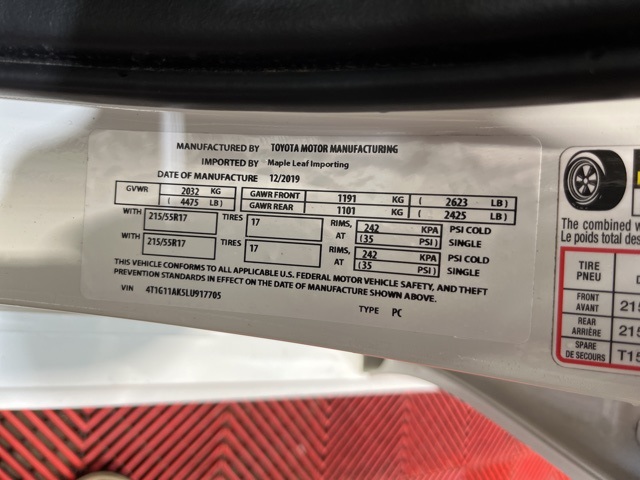 MANUFACTURED BY TOYOTA MOTOR MANUFACTURING
IMPORTED BY Maple Leaf Importing
DATE OF MANUFACTURE 12/2019
GVWR 2032 KG GAWR FRONT 1191 KG ( 2623 LB )
( 4475 LB ) GAWR REAR 1101 KG ( 2425 LB )
WITH 215/55R17 TIRES 17 RIMS, AT 242 KPA (35 PSI) PSI COLD SINGLE
WITH 215/55R17 TIRES 17 RIMS, AT 242 KPA (35 PSI) PSI COLD SINGLE
THIS VEHICLE CONFORMS TO ALL APPLICABLE U.S. FEDERAL MOTOR VEHICLE SAFETY, AND THEFT
PREVENTION STANDARDS IN EFFECT ON THE DATE OF MANUFACTURE SHOWN ABOVE.
VIN 4T1G11AK5LU917705 TYPE PC
The combined w
Le poids total des
TIRE
PNEU
FRONT
AVANT 215
REAR
ARRIÈRE 215
SPARE
DE SECOURS T15